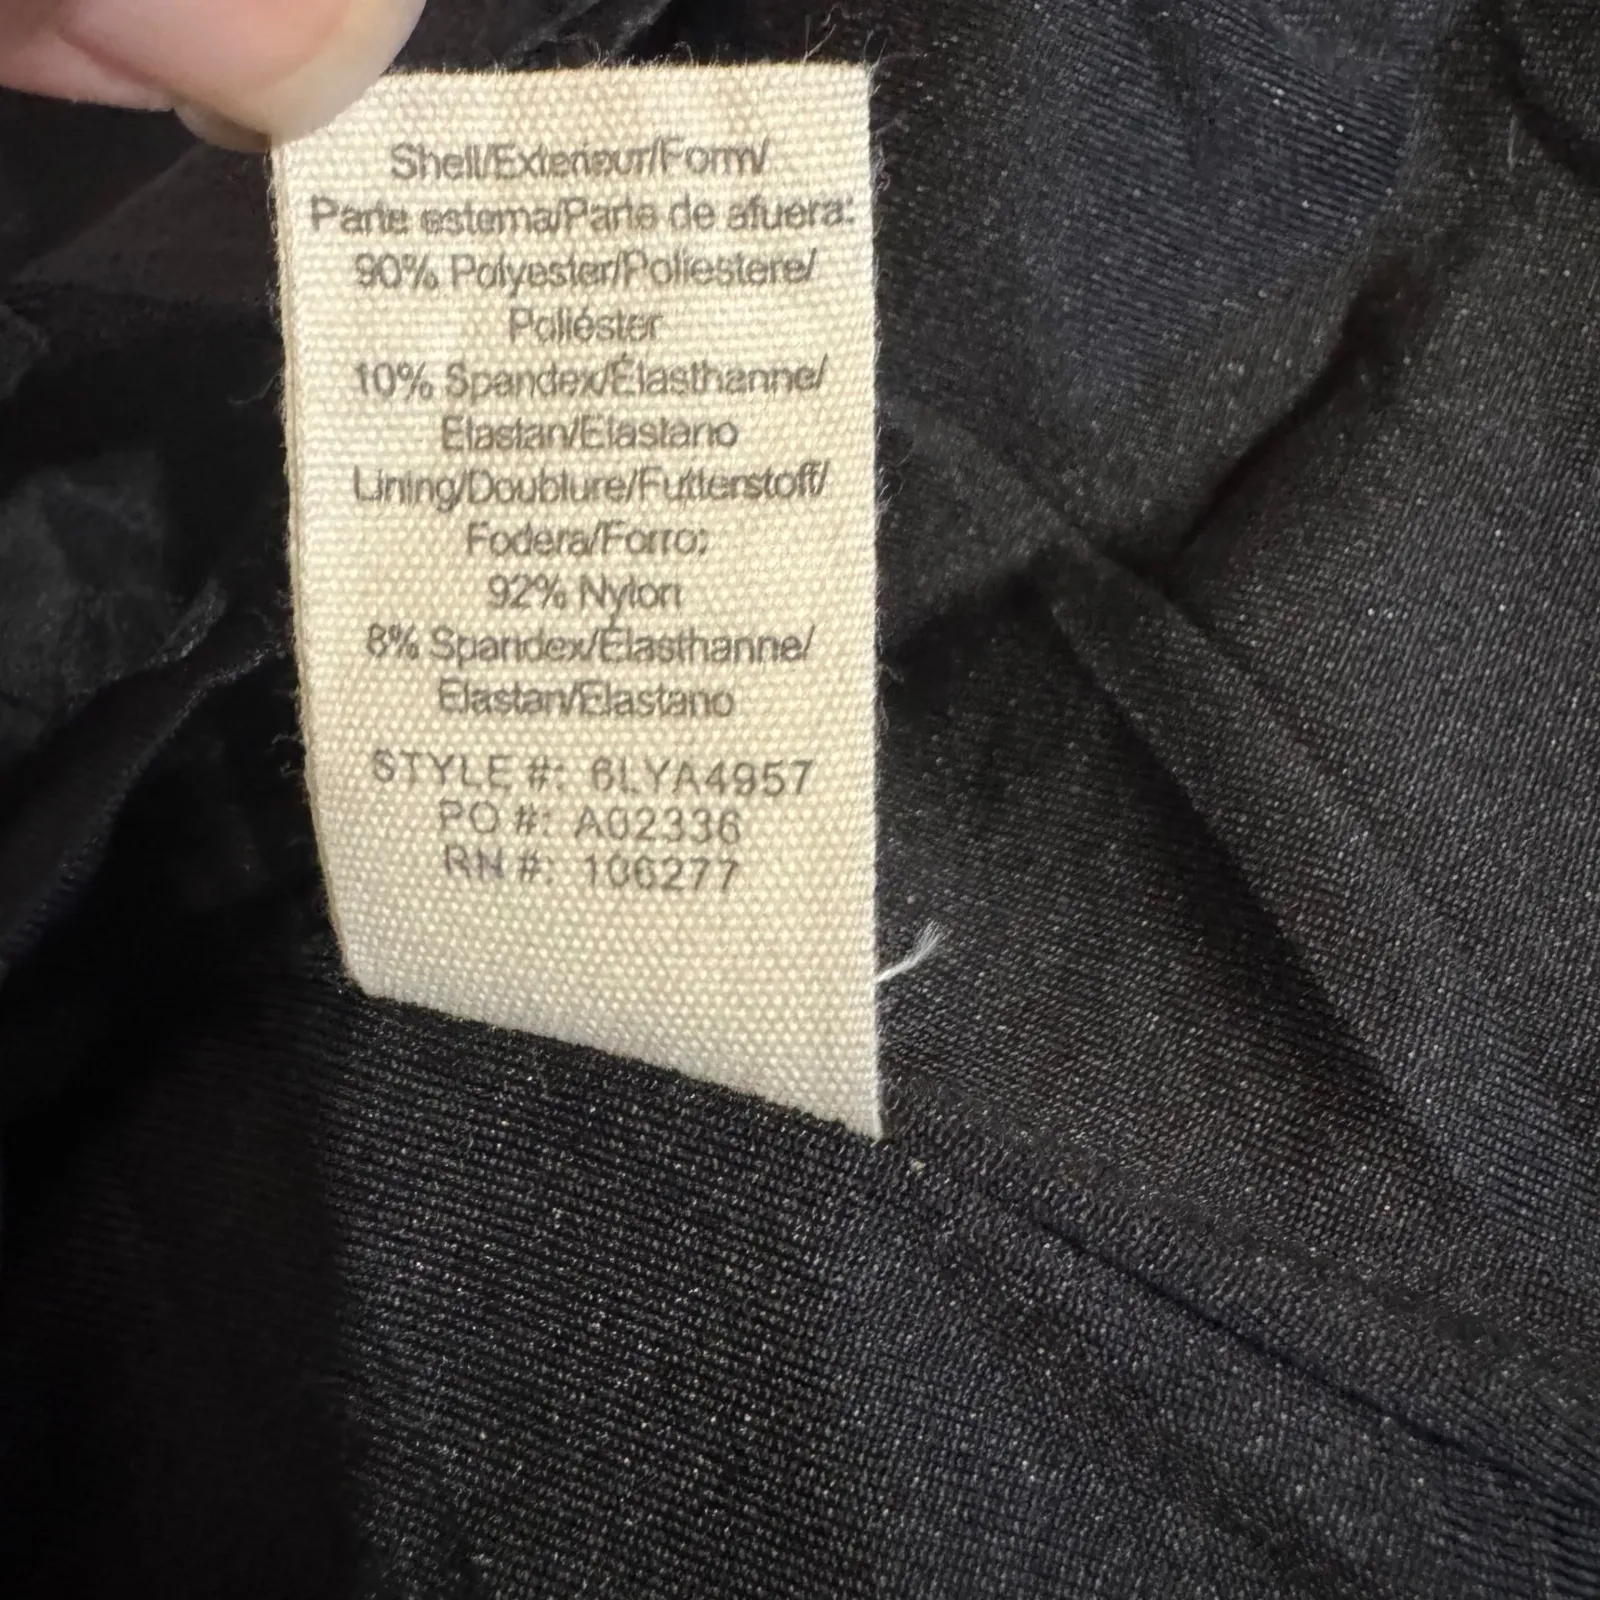 Shell/Exterieur/Form/
Parte esterna/Parte de afuera:
90% Polyester/Poliestere/
Poliéster
10% Spandex/Élasthanne/
Elastan/Elastano
Lining/Doublure/Futterstoff/
Fodera/Forro:
92% Nylon
8% Spandex/Élasthanne/
Elastan/Elastano
STYLE #: 6LYA4957
PO #: A02336
RN #: 106277